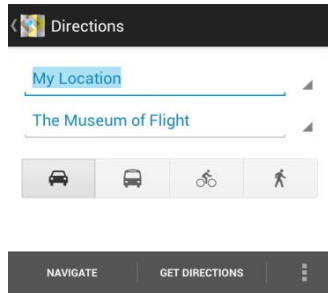 Directions
My Location
The Museum of Flight
NAVIGATE GET DIRECTIONS